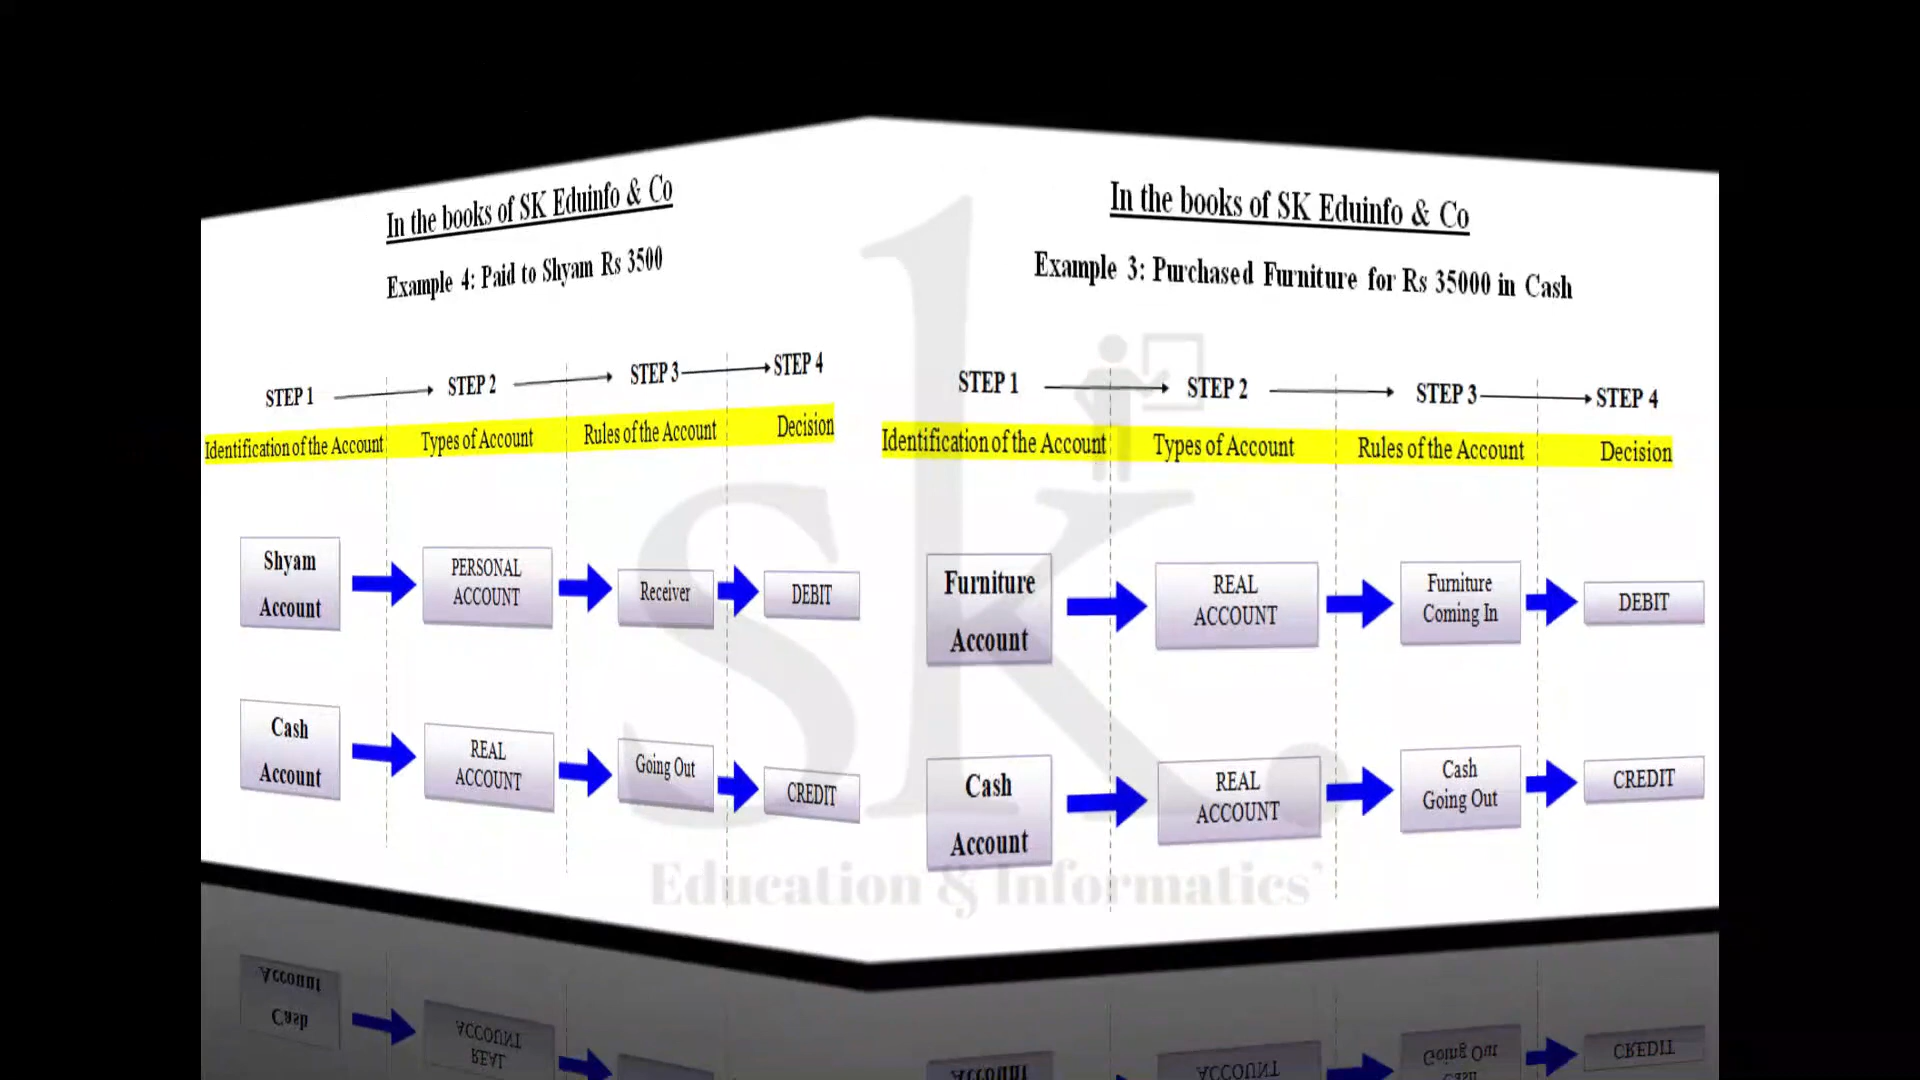 In the books of SK Eduinfo & Co
Example 4: Paid to Shyam Rs 3500
STEP 1 STEP 2 STEP 3 STEP 4
Identification of the Account Types of Account Rules of the Account Decision
Shyam
Account
PERSONAL
ACCOUNT
Receiver
DEBIT
Cash
Account
REAL
ACCOUNT
Going Out
CREDIT
In the books of SK Eduinfo & Co
Example 3: Purchased Furniture for Rs 35000 in Cash
STEP 1 STEP 2 STEP 3 STEP 4
Identification of the Account Types of Account Rules of the Account Decision
Furniture
Account
REAL
ACCOUNT
Furniture
Coming In
DEBIT
Cash
Account
REAL
ACCOUNT
Cash
Going Out
CREDIT
sk.
Education & Informatics'